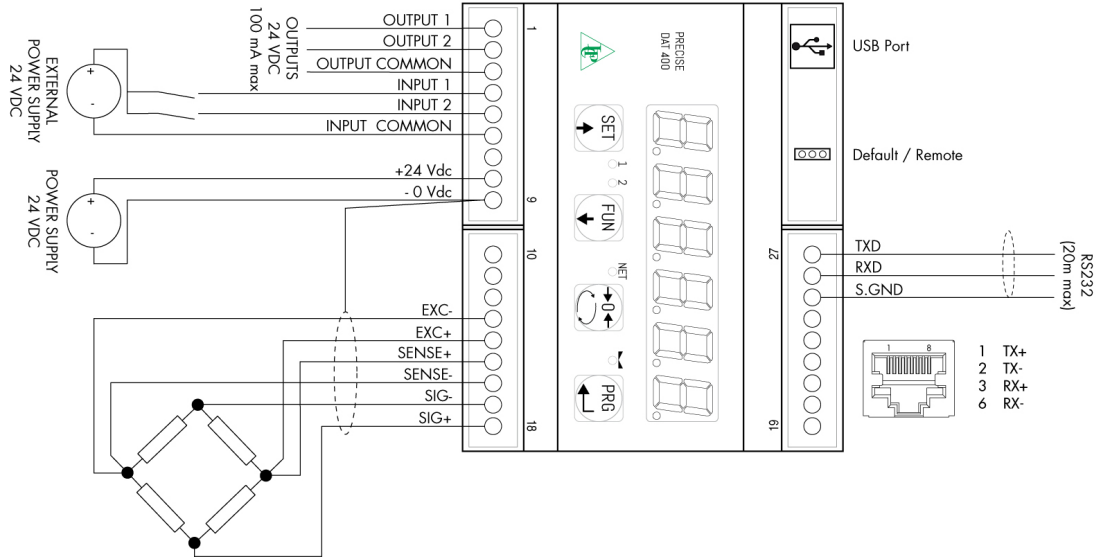 OUTPUT 1
OUTPUT 2
OUTPUT COMMON
INPUT 1
INPUT 2
INPUT COMMON
+24 Vdc
- 0 Vdc
OUTPUTS
24 VDC
100 mA max
EXTERNAL
POWER SUPPLY
24 VDC
+
-
POWER SUPPLY
24 VDC
+
-
EXC-
EXC+
SENSE+
SENSE-
SIG-
SIG+
1
9
10
18
PRECISE
DAT 400
SET
1
2
FUN
NET
0
PRG
USB Port
Default / Remote
27
19
TXD
RXD
S.GND
RS232
(20m max)
1 8
1 TX+
2 TX-
3 RX+
6 RX-